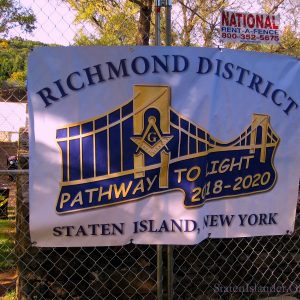 NATIONAL
RENT-A-FENCE
800-352-5675
RICHMOND DISTRICT
G
PATHWAY TO LIGHT
2018-2020
STATEN ISLAND, NEW YORK